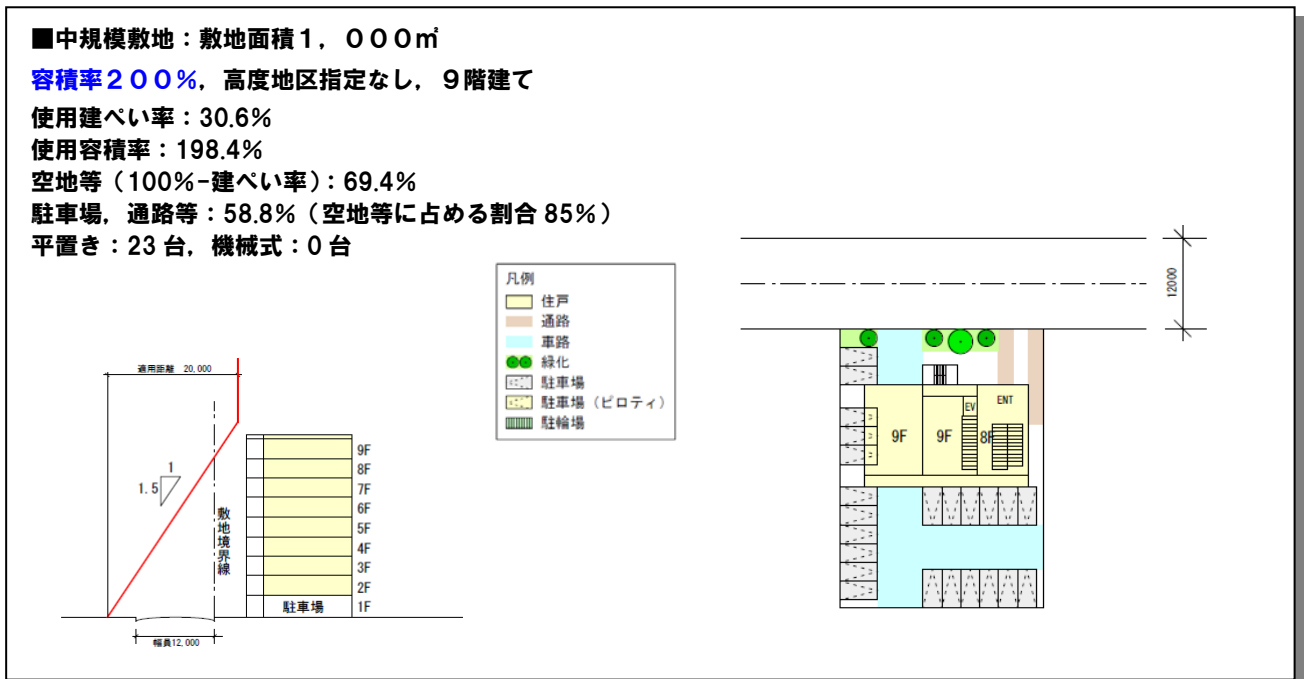 ■中規模敷地：敷地面積１，０００㎡
容積率２００％，高度地区指定なし，９階建て
使用建ぺい率：30.6％
使用容積率：198.4％
空地等（100％-建ぺい率）：69.4％
駐車場，通路等：58.8％（空地等に占める割合 85％）
平置き：23 台，機械式：0 台
凡例
住戸
通路
車路
緑化
駐車場
駐車場（ピロティ）
駐輪場
適用距離 20,000
1
1.5
敷地境界線
9F
8F
7F
6F
5F
4F
3F
2F
駐車場 1F
幅員12,000
12000
EV
ENT
9F
9F
8F